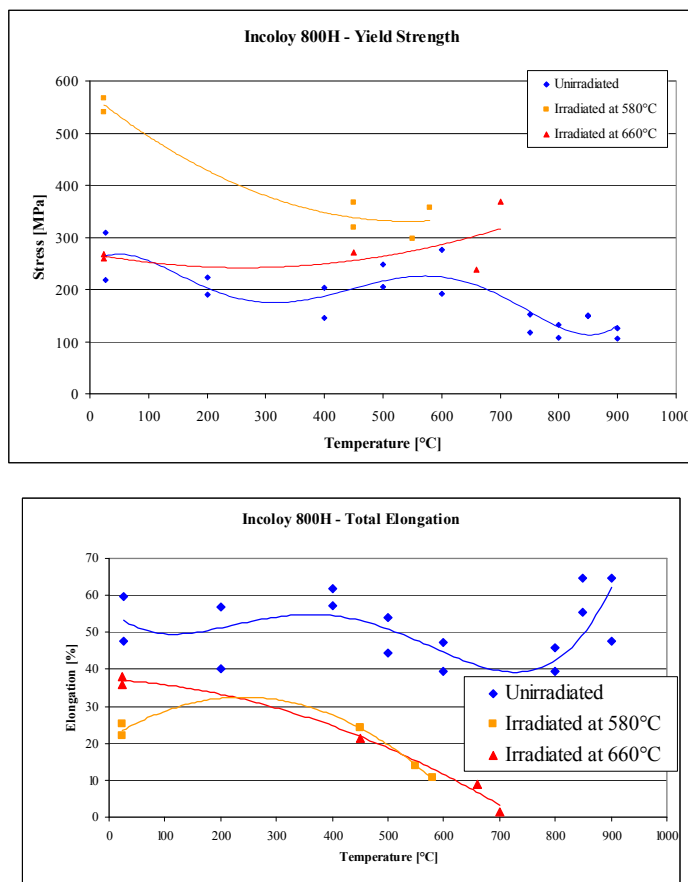 Incoloy 800H - Yield Strength
600
500
400
300
200
100
0
Stress [MPa]
Unirradiated
Irradiated at 580°C
Irradiated at 660°C
0 100 200 300 400 500 600 700 800 900 1000
Temperature [°C]
Incoloy 800H - Total Elongation
70
60
50
40
30
20
10
0
Elongation [%]
Unirradiated
Irradiated at 580°C
Irradiated at 660°C
0 100 200 300 400 500 600 700 800 900 1000
Temperature [°C]